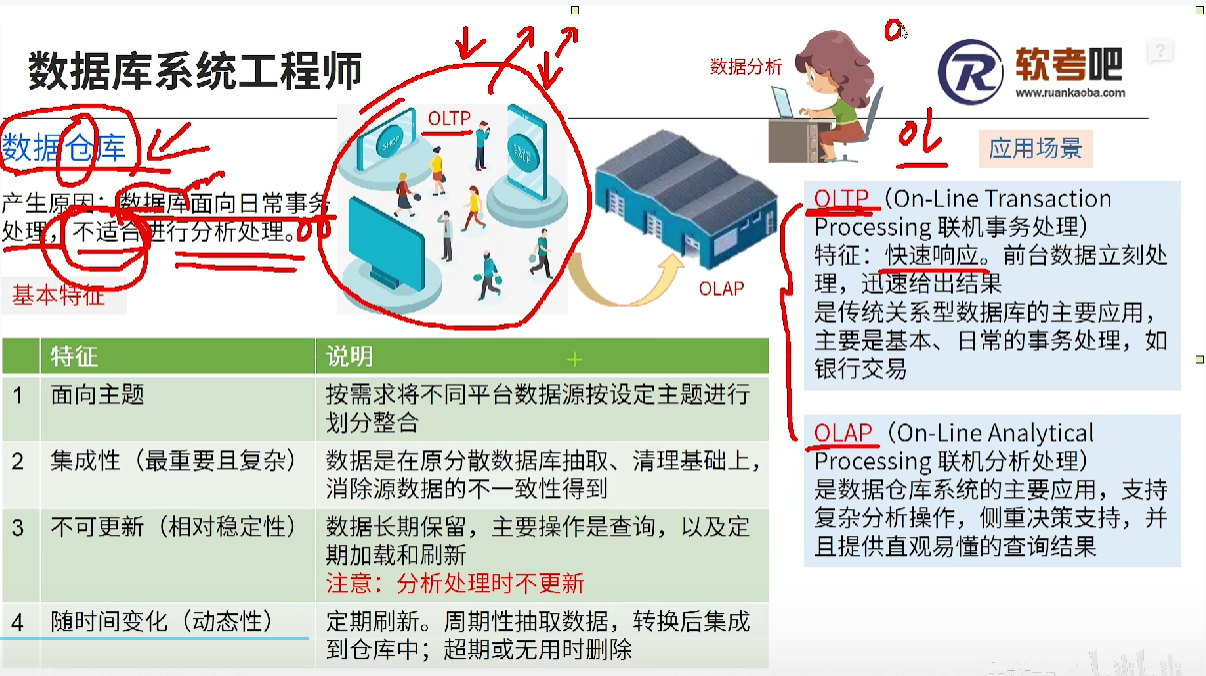 数据库系统工程师
数据分析
软考吧
www.ruankaoba.com
数据仓库
产生原因：数据库面向日常事务
处理，不适合进行分析处理。
基本特征
OLTP
OLAP
特征 说明
1 面向主题 按需求将不同平台数据源按设定主题进行
划分整合
2 集成性（最重要且复杂） 数据是在原分散数据库抽取、清理基础上，
消除源数据的不一致性得到
3 不可更新（相对稳定性） 数据长期保留，主要操作是查询，以及定
期加载和刷新
注意：分析处理时不更新
4 随时间变化（动态性） 定期刷新。周期性抽取数据，转换后集成
到仓库中；超期或无用时删除
OL
应用场景
OLTP（On-Line Transaction
Processing 联机事务处理）
特征：快速响应。前台数据立刻处
理，迅速给出结果
是传统关系型数据库的主要应用，
主要是基本、日常的事务处理，如
银行交易
OLAP（On-Line Analytical
Processing 联机分析处理）
是数据仓库系统的主要应用，支持
复杂分析操作，侧重决策支持，并
且提供直观易懂的查询结果